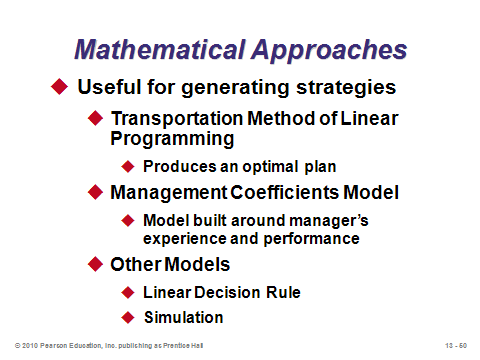 Mathematical Approaches
Useful for generating strategies
Transportation Method of Linear
Programming
Produces an optimal plan
Management Coefficients Model
Model built around manager's
experience and performance
Other Models
Linear Decision Rule
Simulation
© 2010 Pearson Education, Inc. publishing as Prentice Hall
13 - 50